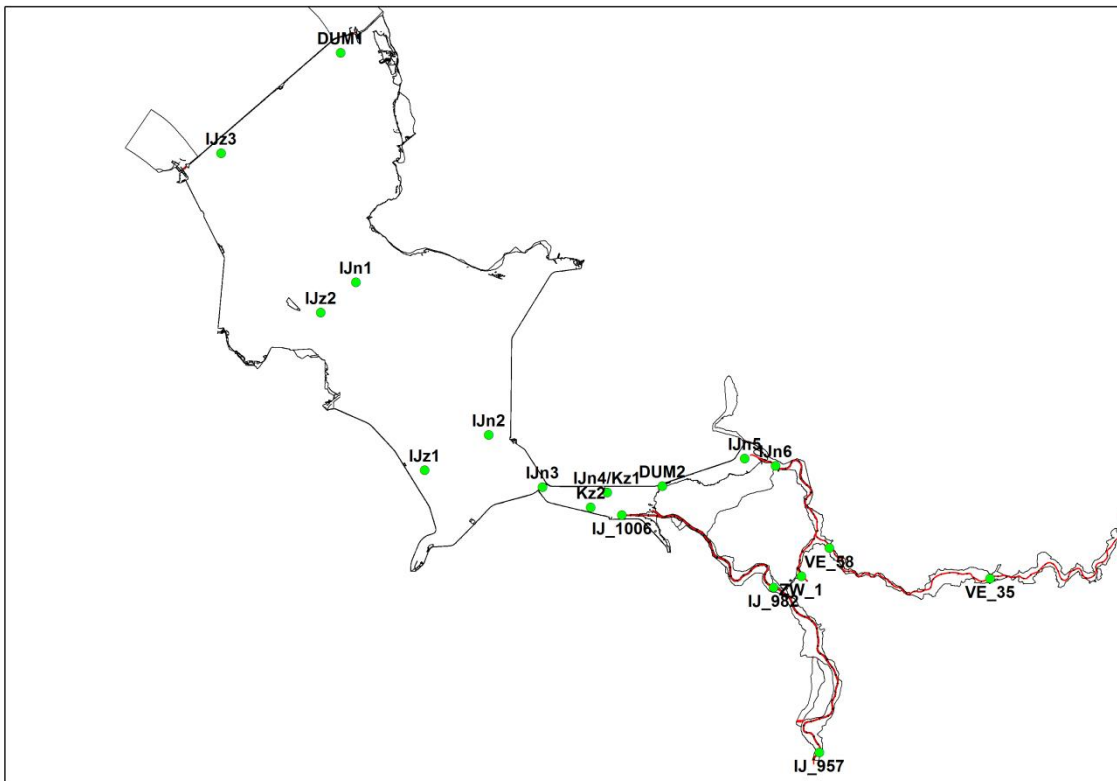 DUM1
IJz3
IJn1
IJz2
IJn2
IJz1
IJn5
IJn6
IJn3
IJn4/Kz1
DUM2
Kz2
IJ_1006
VE_58
ZW_1
VE_35
IJ_982
IJ_957